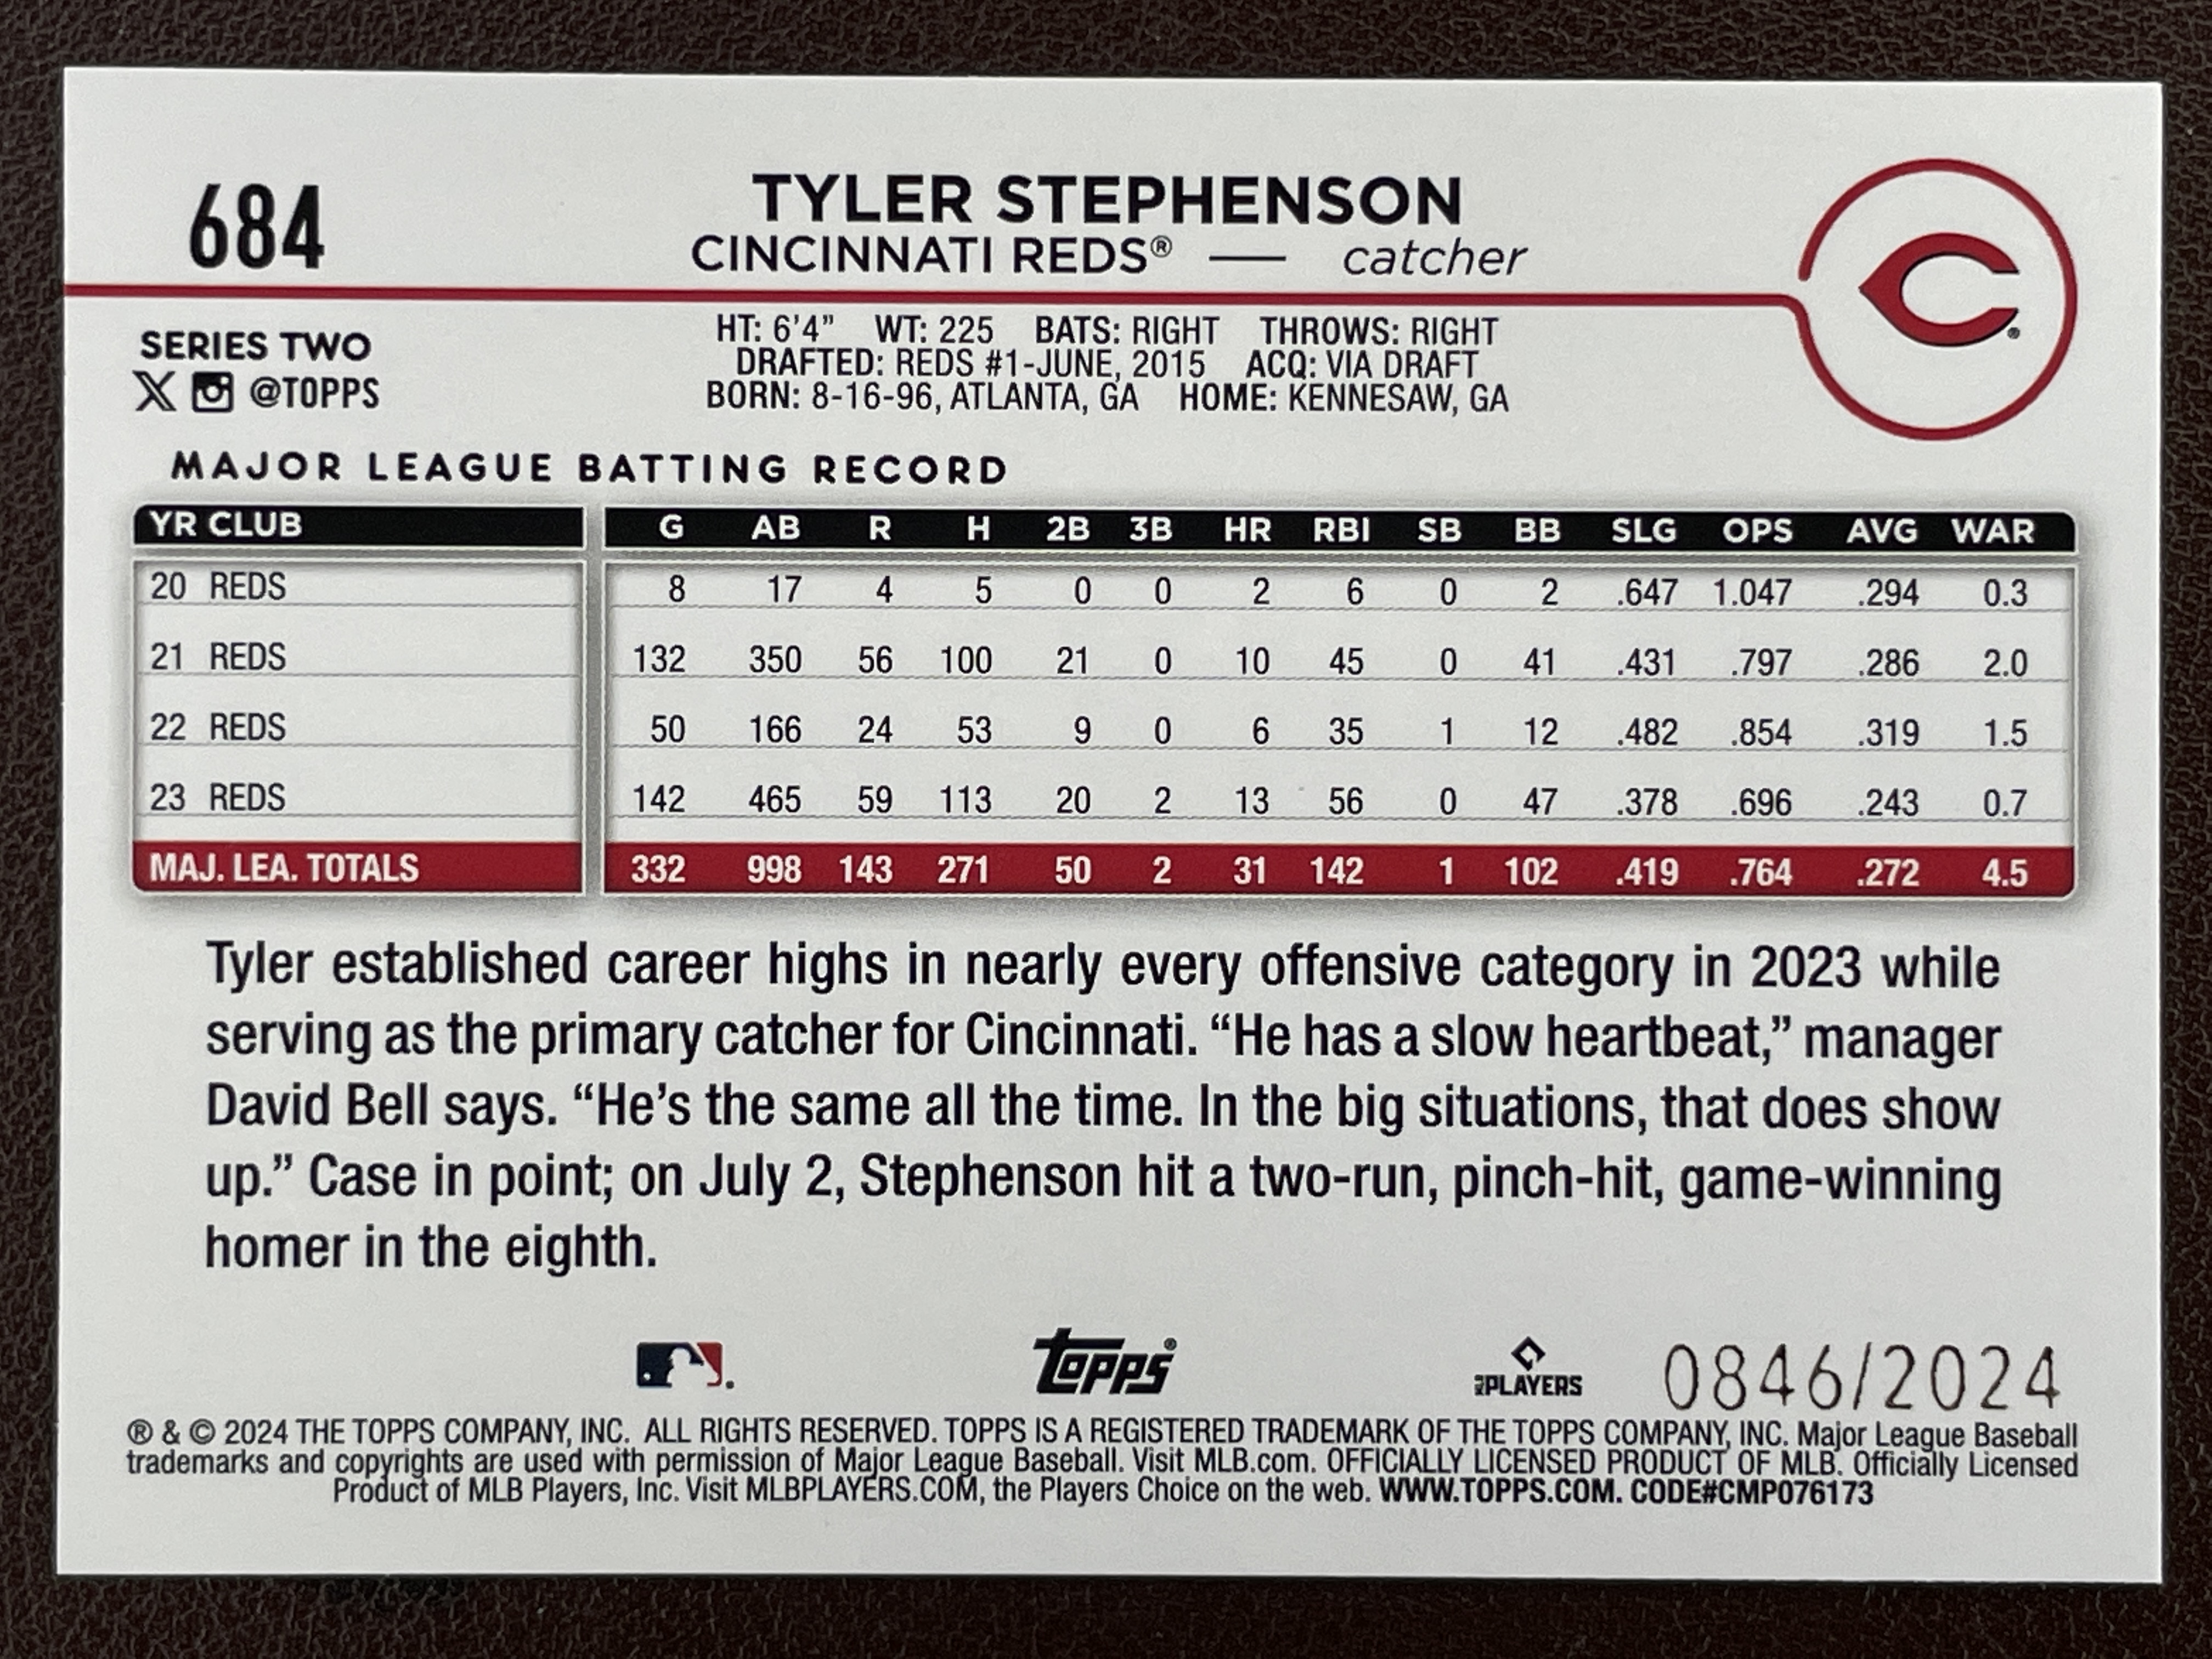 684
TYLER STEPHENSON
CINCINNATI REDS® — catcher
C®
SERIES TWO
X @TOPPS
HT: 6'4" WT: 225 BATS: RIGHT THROWS: RIGHT
DRAFTED: REDS #1-JUNE, 2015 ACQ: VIA DRAFT
BORN: 8-16-96, ATLANTA, GA HOME: KENNESAW, GA
MAJOR LEAGUE BATTING RECORD
YR CLUB G AB R H 2B 3B HR RBI SB BB SLG OPS AVG WAR
20 REDS 8 17 4 5 0 0 2 6 0 2 .647 1.047 .294 0.3
21 REDS 132 350 56 100 21 0 10 45 0 41 .431 .797 .286 2.0
22 REDS 50 166 24 53 9 0 6 35 1 12 .482 .854 .319 1.5
23 REDS 142 465 59 113 20 2 13 56 0 47 .378 .696 .243 0.7
MAJ. LEA. TOTALS 332 998 143 271 50 2 31 142 1 102 .419 .764 .272 4.5
Tyler established career highs in nearly every offensive category in 2023 while
serving as the primary catcher for Cincinnati. “He has a slow heartbeat,” manager
David Bell says. “He’s the same all the time. In the big situations, that does show
up.” Case in point; on July 2, Stephenson hit a two-run, pinch-hit, game-winning
homer in the eighth.
Topps® PLAYERS 0846/2024
® & © 2024 THE TOPPS COMPANY, INC. ALL RIGHTS RESERVED. TOPPS IS A REGISTERED TRADEMARK OF THE TOPPS COMPANY, INC. Major League Baseball
trademarks and copyrights are used with permission of Major League Baseball. Visit MLB.com. OFFICIALLY LICENSED PRODUCT OF MLB. Officially Licensed
Product of MLB Players, Inc. Visit MLBPLAYERS.COM, the Players Choice on the web. WWW.TOPPS.COM. CODE#CMP076173